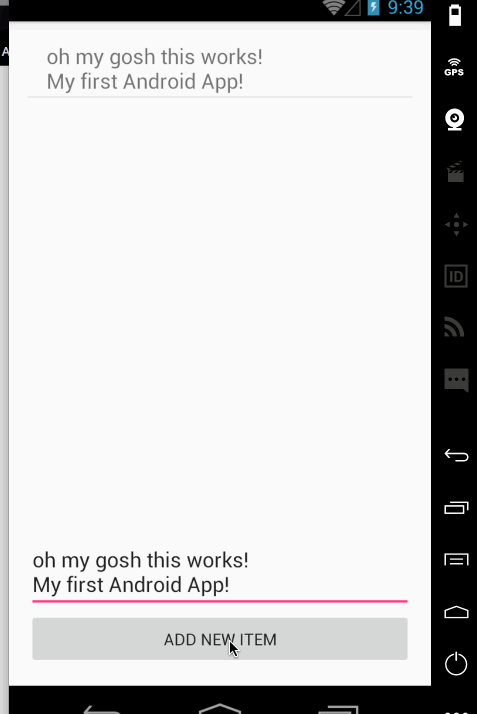 9:39
A
oh my gosh this works!
My first Android App!
GPS
ID
oh my gosh this works!
My first Android App!
ADD NEW ITEM